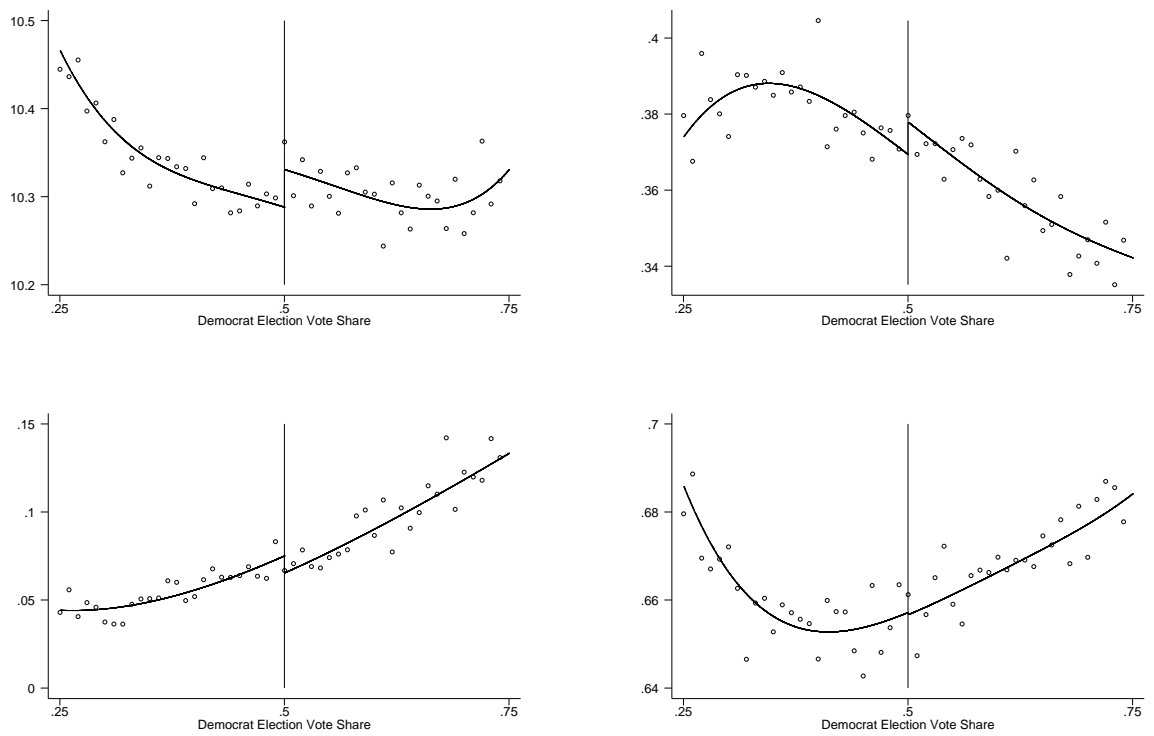 10.5
10.4
10.3
10.2
.25 .5 .75
Democrat Election Vote Share
.4
.38
.36
.34
.25 .5 .75
Democrat Election Vote Share
.15
.1
.05
0
.25 .5 .75
Democrat Election Vote Share
.7
.68
.66
.64
.25 .5 .75
Democrat Election Vote Share